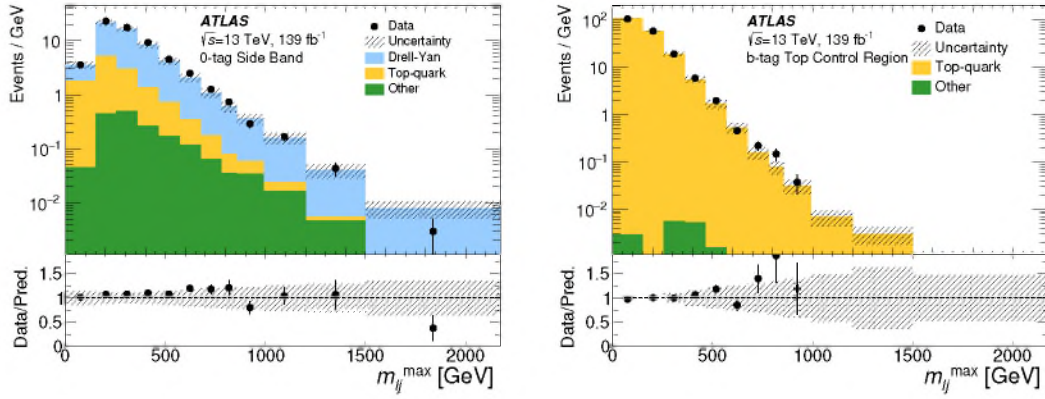 Events / GeV
10
1
10⁻¹
10⁻²
ATLAS
√s=13 TeV, 139 fb⁻¹
0-tag Side Band
Data
Uncertainty
Drell-Yan
Top-quark
Other
Data/Pred.
1.5
1
0.5
0
0 500 1000 1500 2000
m_lj^max [GeV]
Events / GeV
10²
10
1
10⁻¹
10⁻²
ATLAS
√s=13 TeV, 139 fb⁻¹
b-tag Top Control Region
Data
Uncertainty
Top-quark
Other
Data/Pred.
1.5
1
0.5
0
0 500 1000 1500 2000
m_lj^max [GeV]